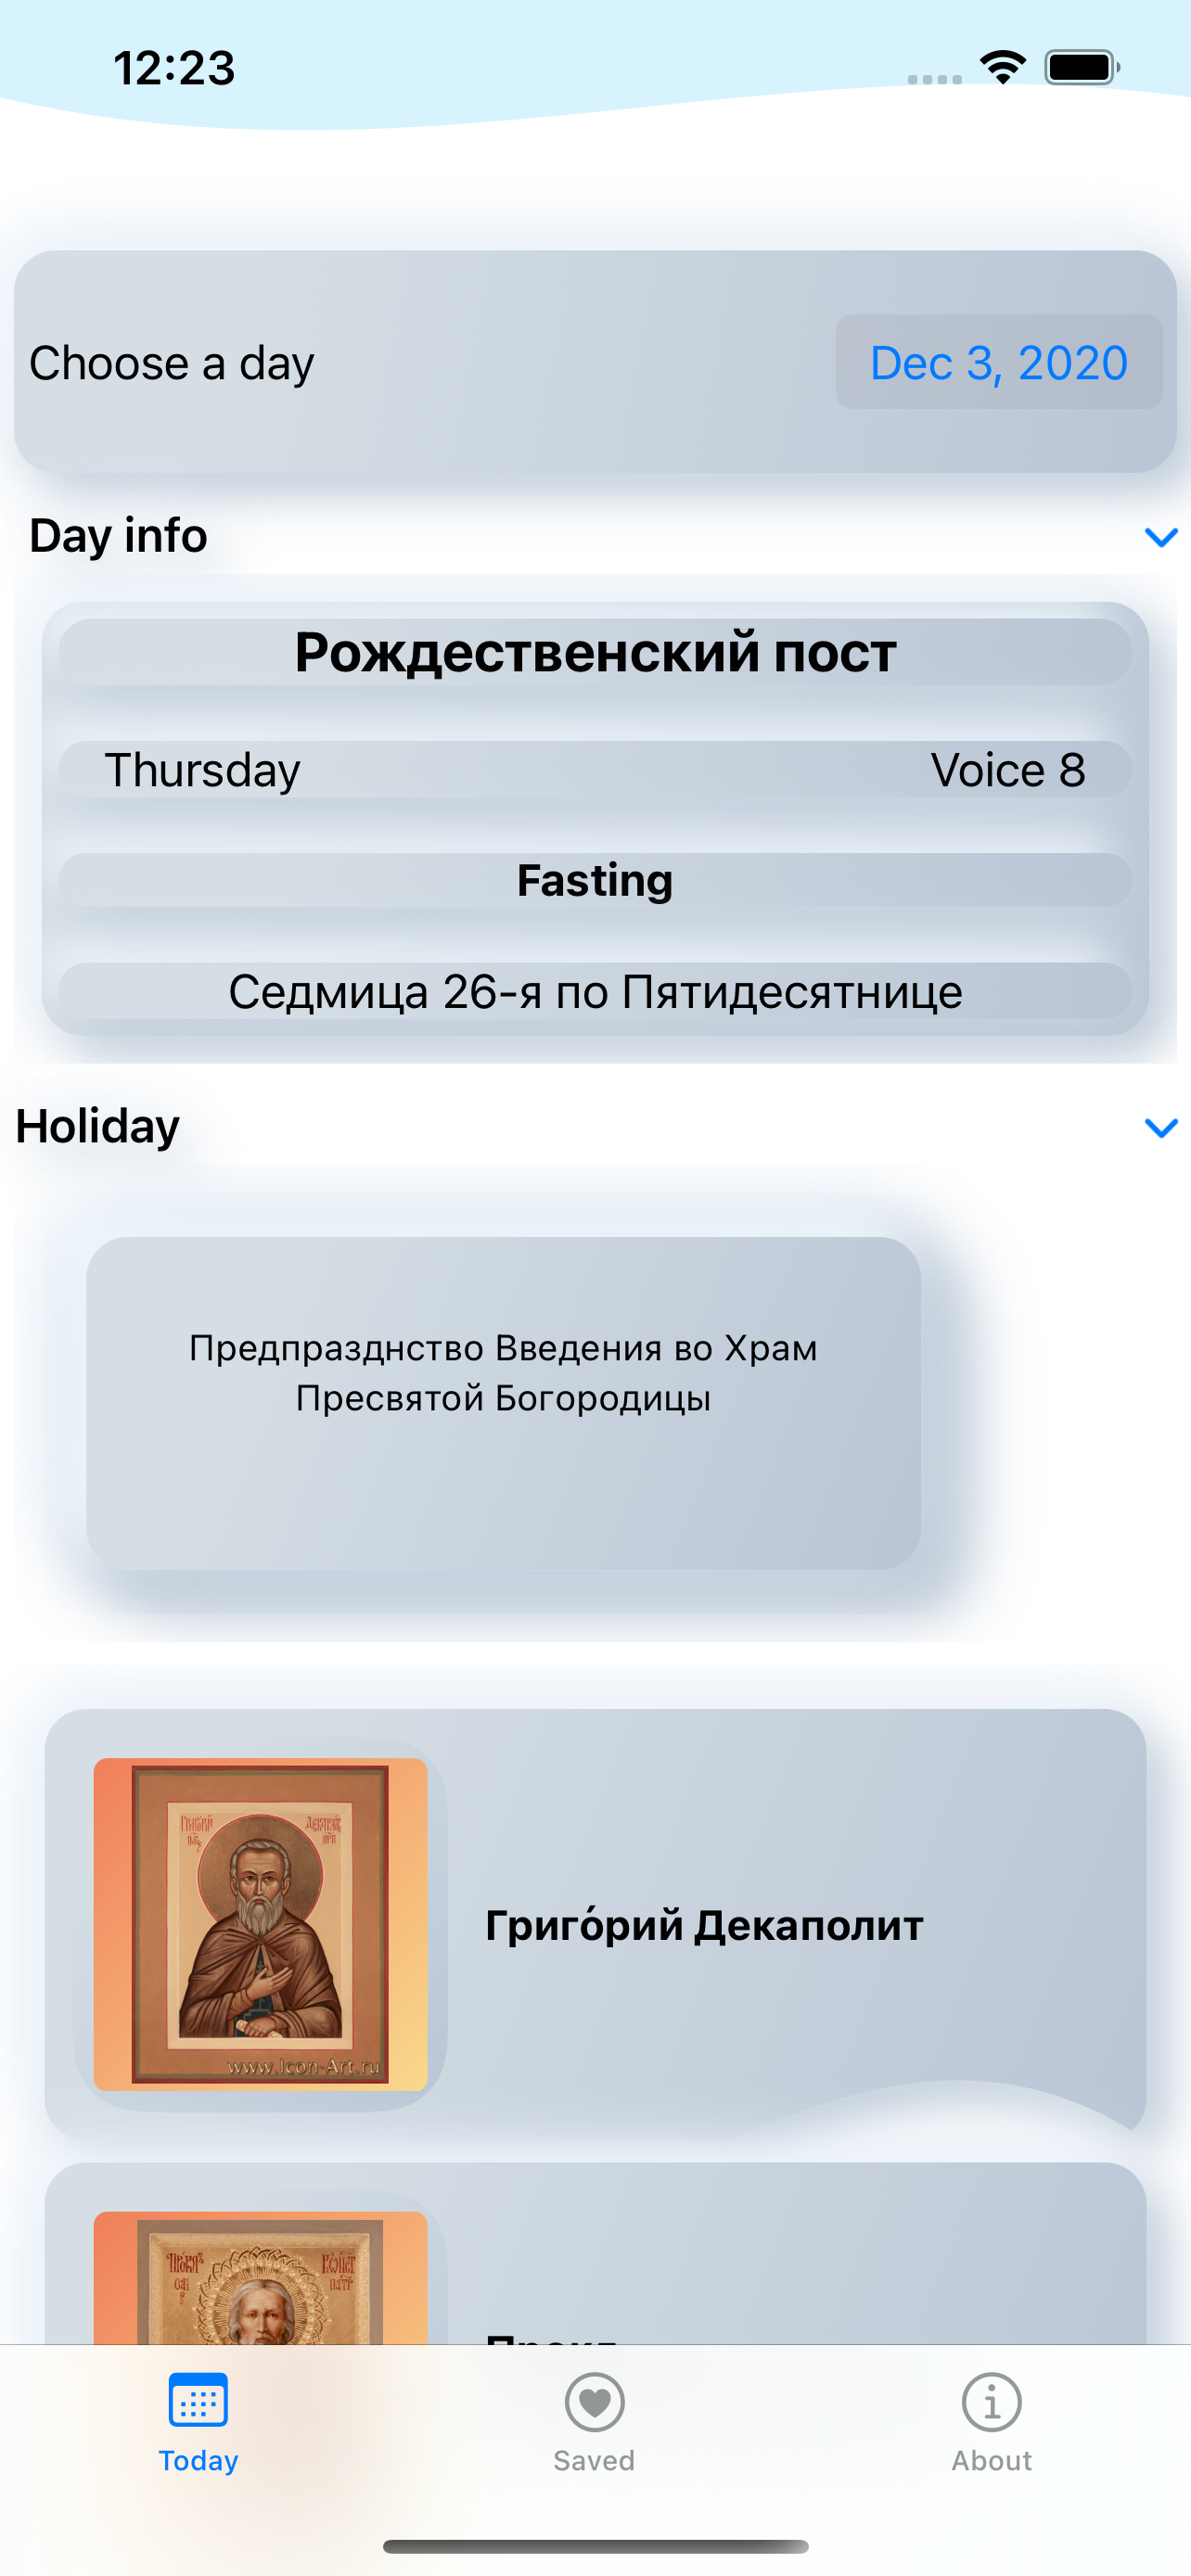 12:23
Choose a day
Dec 3, 2020
Day info
Рождественский пост
Thursday
Voice 8
Fasting
Седмица 26-я по Пятидесятнице
Holiday
Предпразднство Введения во Храм
Пресвятой Богородицы
www.Icon-Art.ru
Григо́рий Декаполит
Today
Saved
About